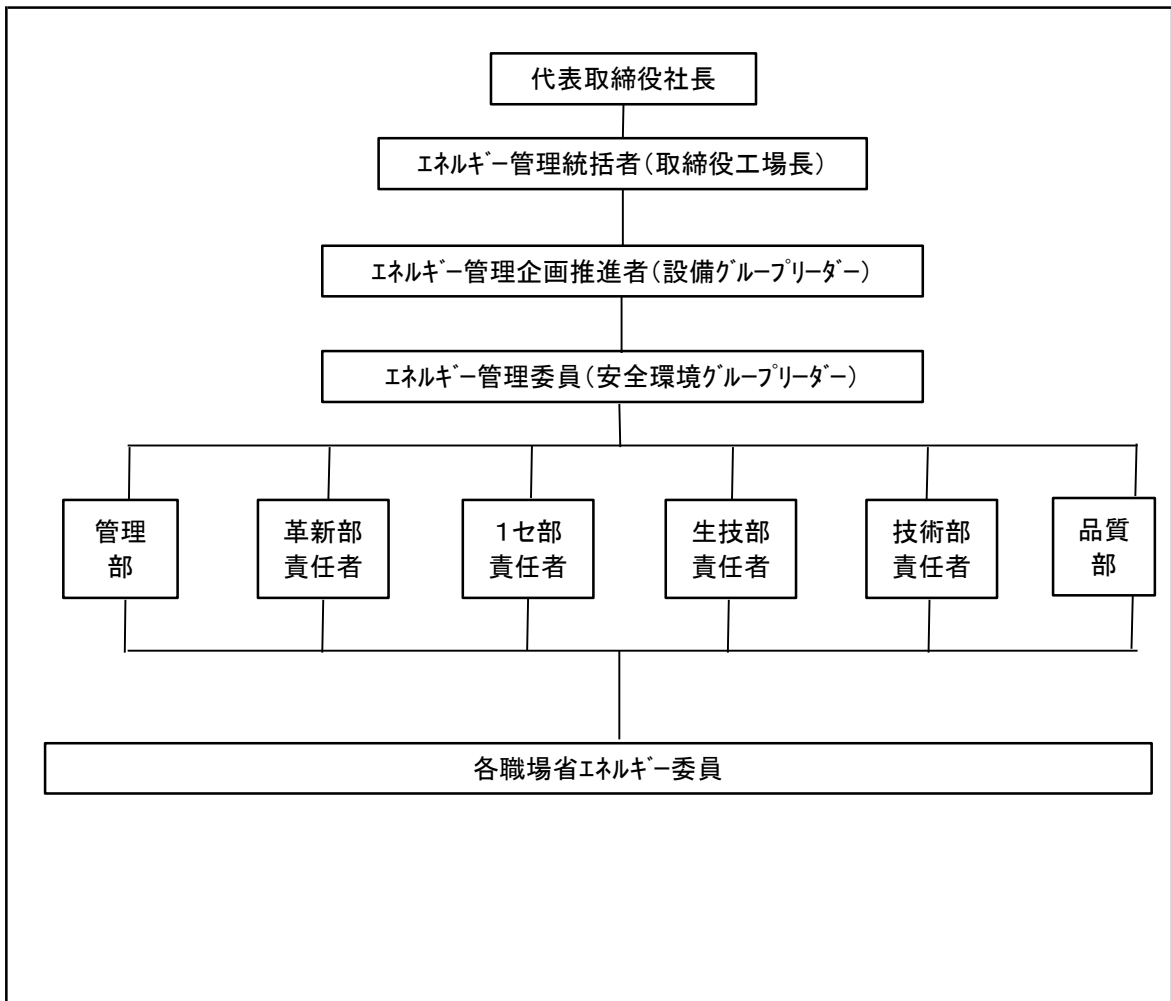 代表取締役社長
ｴﾈﾙｷﾞｰ管理統括者（取締役工場長）
ｴﾈﾙｷﾞｰ管理企画推進者（設備ｸﾞﾙｰﾌﾟﾘｰﾀﾞｰ）
ｴﾈﾙｷﾞｰ管理委員（安全環境ｸﾞﾙｰﾌﾟﾘｰﾀﾞｰ）
管理
部
革新部
責任者
１セ部
責任者
生技部
責任者
技術部
責任者
品質
部
各職場省ｴﾈﾙｷﾞｰ委員